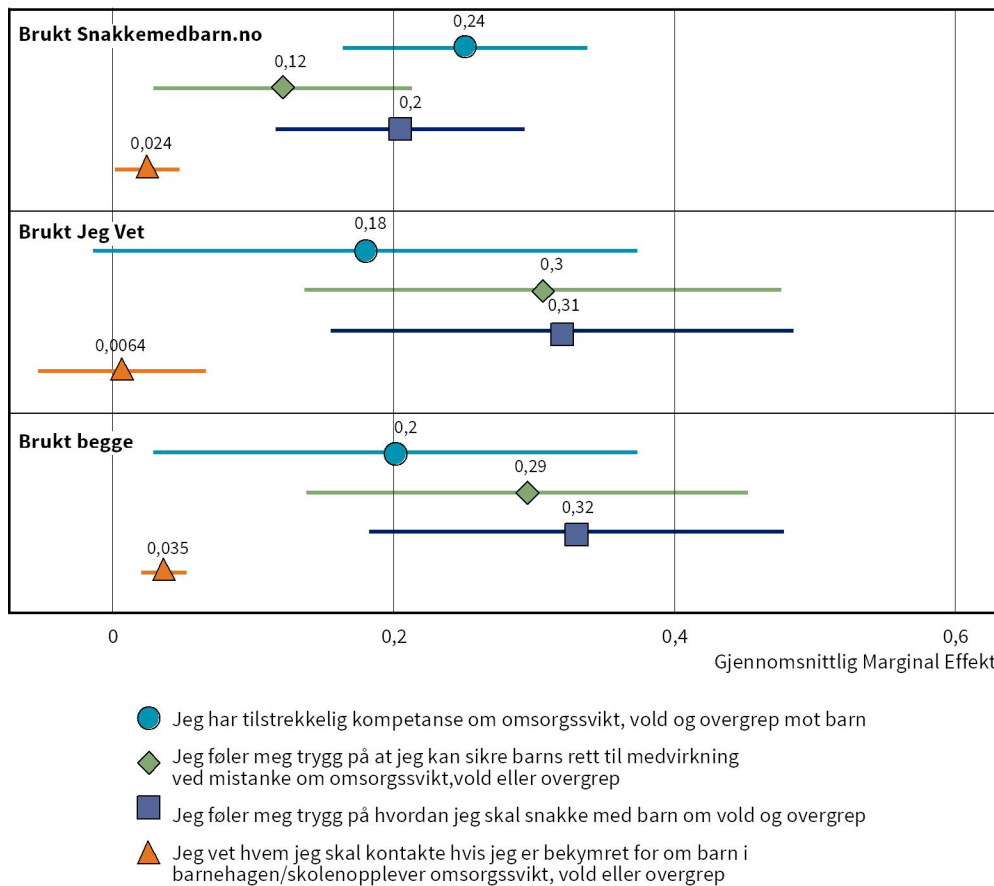 Brukt Snakkemedbarn.no
0,24
0,12
0,2
0,024
Brukt Jeg Vet
0,18
0,3
0,31
0,0064
Brukt begge
0,2
0,29
0,32
0,035
0 0,2 0,4 0,6
Gjennomsnittlig Marginal Effekt
Jeg har tilstrekkelig kompetanse om omsorgssvikt, vold og overgrep mot barn
Jeg føler meg trygg på at jeg kan sikre barns rett til medvirkning
ved mistanke om omsorgssvikt,vold eller overgrep
Jeg føler meg trygg på hvordan jeg skal snakke med barn om vold og overgrep
Jeg vet hvem jeg skal kontakte hvis jeg er bekymret for om barn i
barnehagen/skolenopplever omsorgssvikt, vold eller overgrep